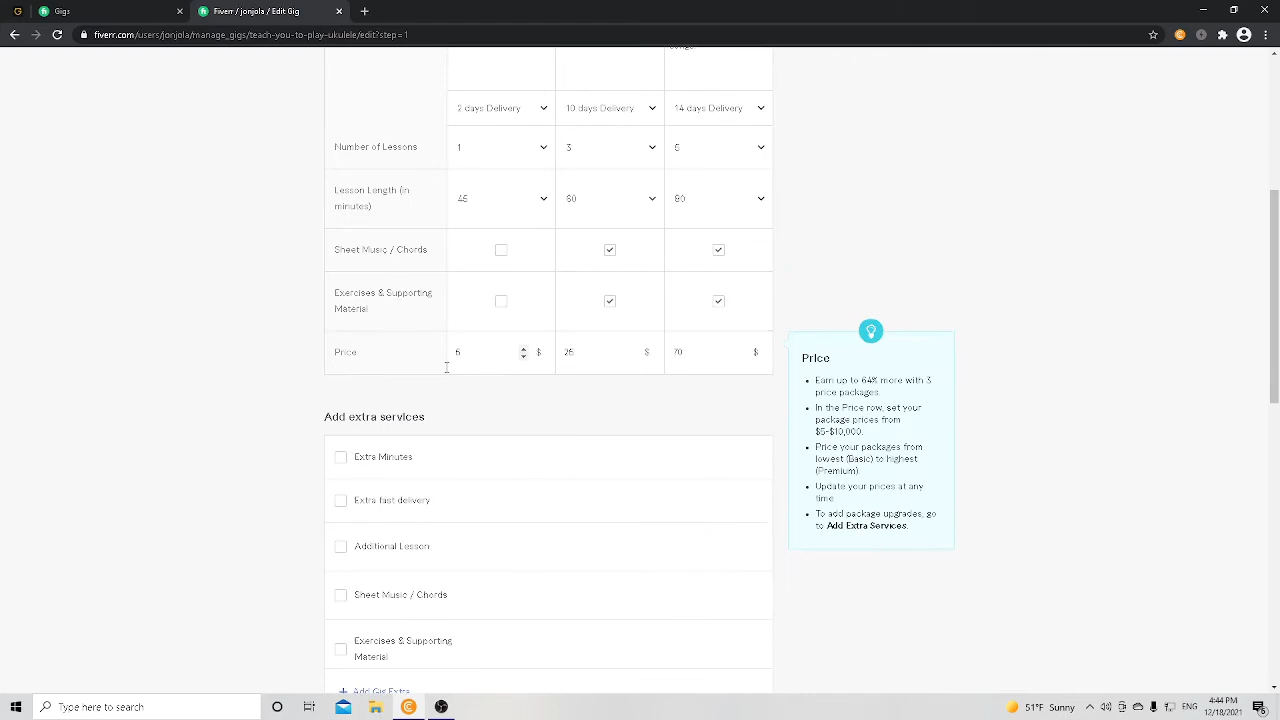 Gigs
Fiverr / jonjola / Edit Gig
fiverr.com/users/jonjola/manage_gigs/teach-you-to-play-ukulele/edit?step=1
2 days Delivery 10 days Delivery 14 days Delivery
Number of Lessons 1 3 5
Lesson Length (in
minutes) 45 60
Sheet Music / Chords
Exercises & Supporting
Material
Price $ $ 70 $
Price
• Earn up to 64% more with 3
price packages.
• In the Price row, set your
package prices from
$5-$10,000.
• Price your packages from
lowest (Basic) to highest
(Premium).
• Update your prices at any
time.
• To add package upgrades, go
to Add Extra Services.
Add extra services
Extra Minutes
Extra fast delivery
Additional Lesson
Sheet Music / Chords
Exercises & Supporting
Material
+ Add Gig Extra
Type here to search
51°F Sunny
ENG
4:44 PM
12/18/2021